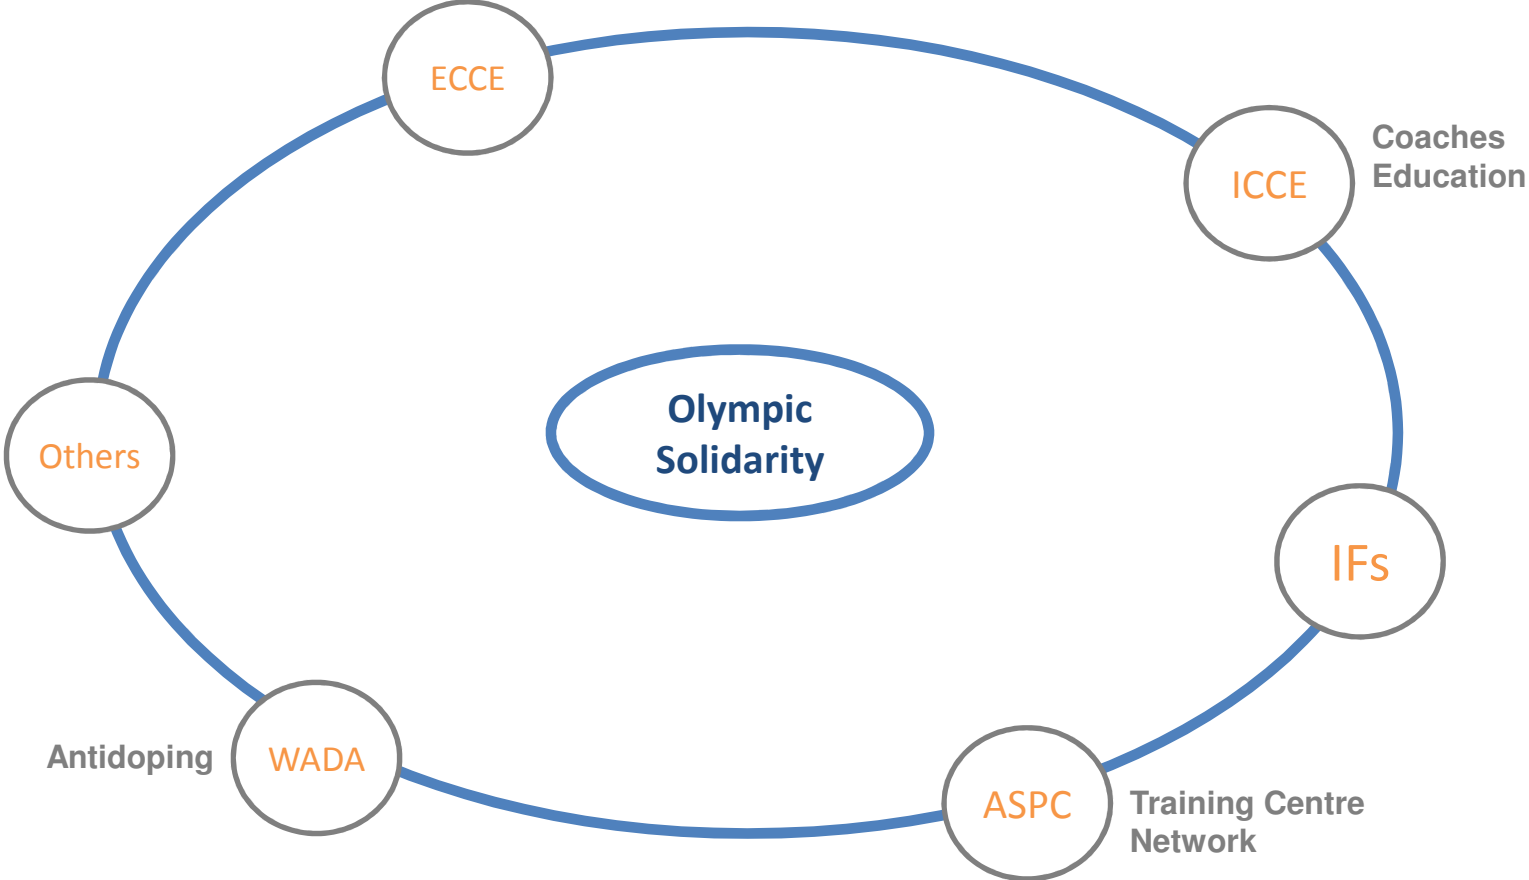 ECCE
Coaches
Education
ICCE
Olympic
Solidarity
Others
IFs
Antidoping
WADA
ASPC
Training Centre
Network